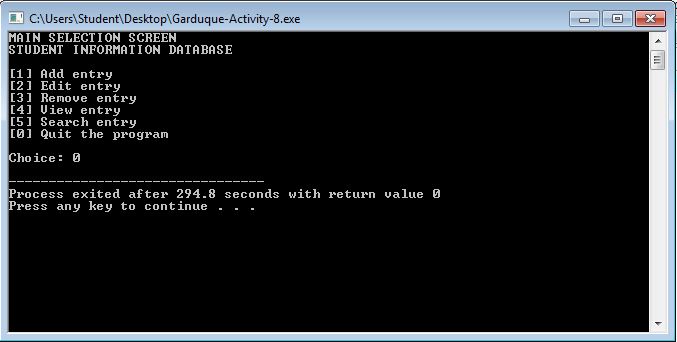 C:\Users\Student\Desktop\Garduque-Activity-8.exe
MAIN SELECTION SCREEN
STUDENT INFORMATION DATABASE
[1] Add entry
[2] Edit entry
[3] Remove entry
[4] View entry
[5] Search entry
[0] Quit the program
Choice: 0
--------------------------------
Process exited after 294.8 seconds with return value 0
Press any key to continue . . .